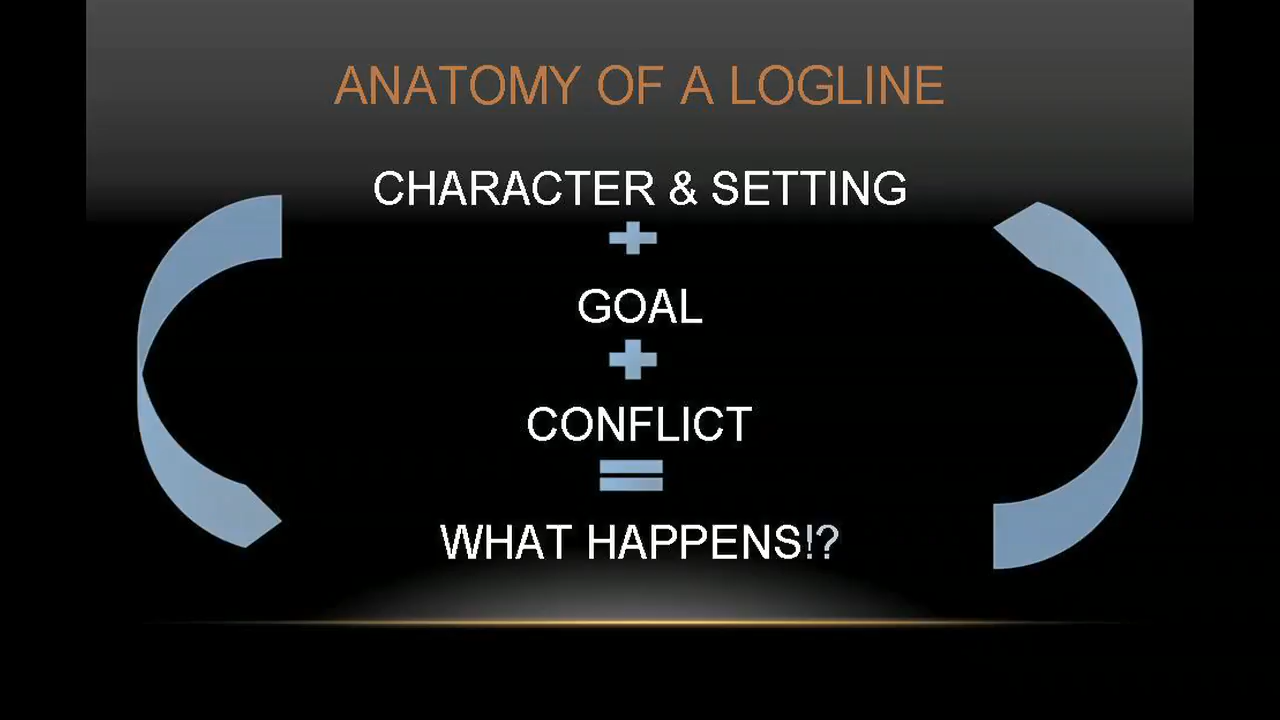 ANATOMY OF A LOGLINE
CHARACTER & SETTING
+
GOAL
+
CONFLICT
=
WHAT HAPPENS!?